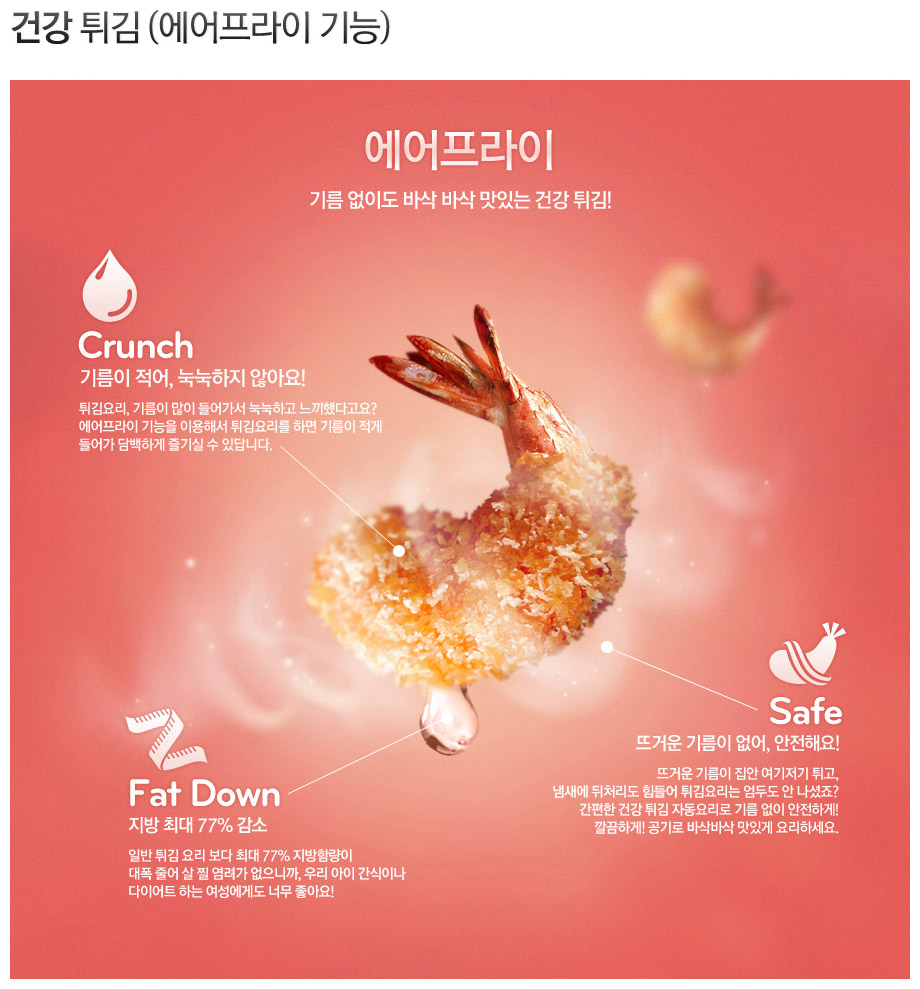 건강 튀김 (에어프라이 기능)
에어프라이
기름 없이도 바삭 바삭 맛있는 건강 튀김!
Crunch
기름이 적어, 눅눅하지 않아요!
튀김요리, 기름이 많이 들어가서 눅눅하고 느끼했다고요?
에어프라이 기능을 이용해서 튀김요리를 하면 기름이 적게
들어가 담백하게 즐기실 수 있답니다.
Safe
뜨거운 기름이 없어, 안전해요!
뜨거운 기름이 집안 여기저기 튀고,
냄새에 뒤처리도 힘들어 튀김요리는 엄두도 안 나셨죠?
간편한 건강 튀김 자동요리로 기름 없이 안전하게!
깔끔하게! 공기로 바삭바삭 맛있게 요리하세요.
Fat Down
지방 최대 77% 감소
일반 튀김 요리 보다 최대 77% 지방함량이
대폭 줄어 살 찔 염려가 없으니까, 우리 아이 간식이나
다이어트 하는 여성에게도 너무 좋아요!